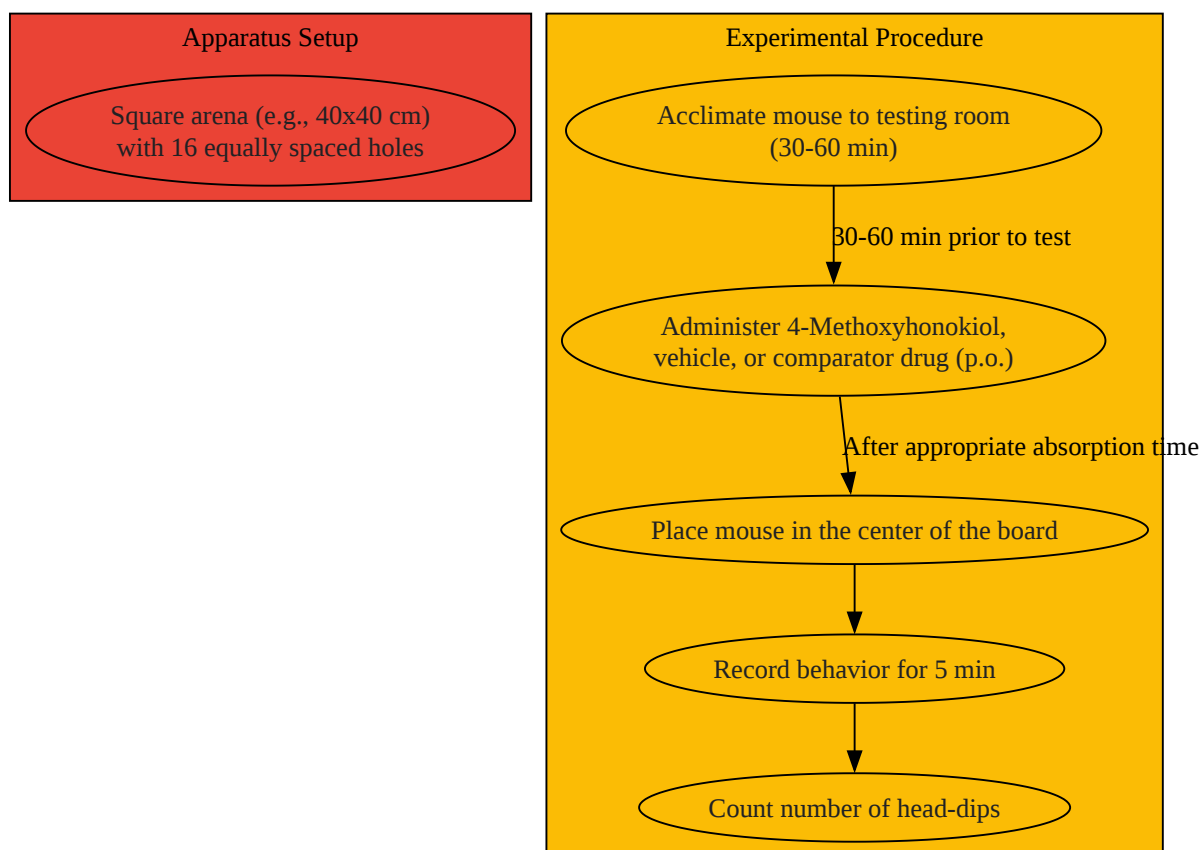 Apparatus Setup
Square arena (e.g., 40x40 cm)
with 16 equally spaced holes
Experimental Procedure
Acclimate mouse to testing room
(30-60 min)
30-60 min prior to test
Administer 4-Methoxyhonokiol,
vehicle, or comparator drug (p.o.)
After appropriate absorption time
Place mouse in the center of the board
Record behavior for 5 min
Count number of head-dips